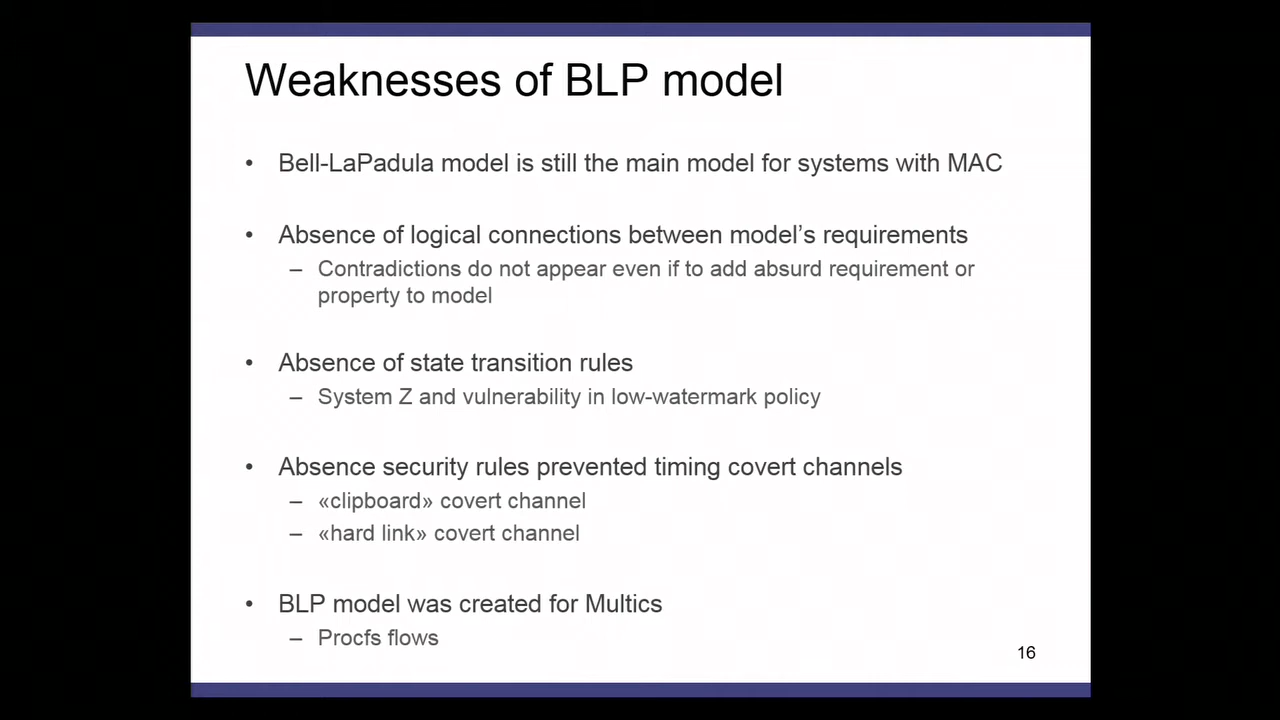 Weaknesses of BLP model
• Bell-LaPadula model is still the main model for systems with MAC
• Absence of logical connections between model's requirements
– Contradictions do not appear even if to add absurd requirement or
property to model
• Absence of state transition rules
– System Z and vulnerability in low-watermark policy
• Absence security rules prevented timing covert channels
– «clipboard» covert channel
– «hard link» covert channel
• BLP model was created for Multics
– Procfs flows
16